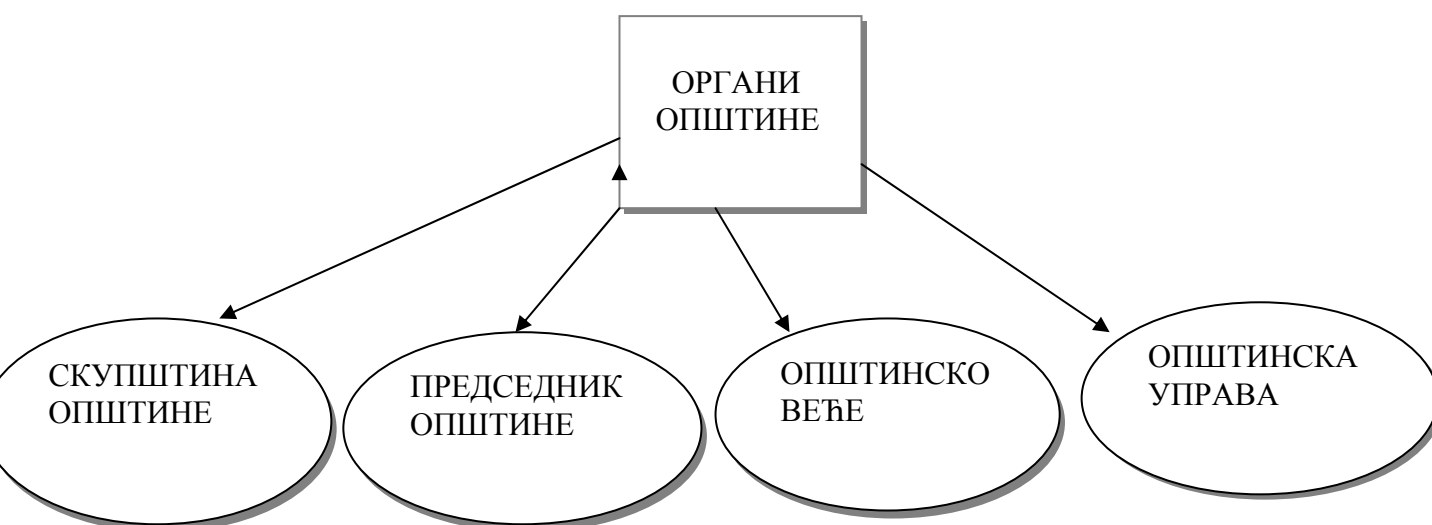 ОРГАНИ
ОПШТИНЕ
СКУПШТИНА
ОПШТИНЕ
ПРЕДСЕДНИК
ОПШТИНЕ
ОПШТИНСКО
ВЕЋЕ
ОПШТИНСКА
УПРАВА